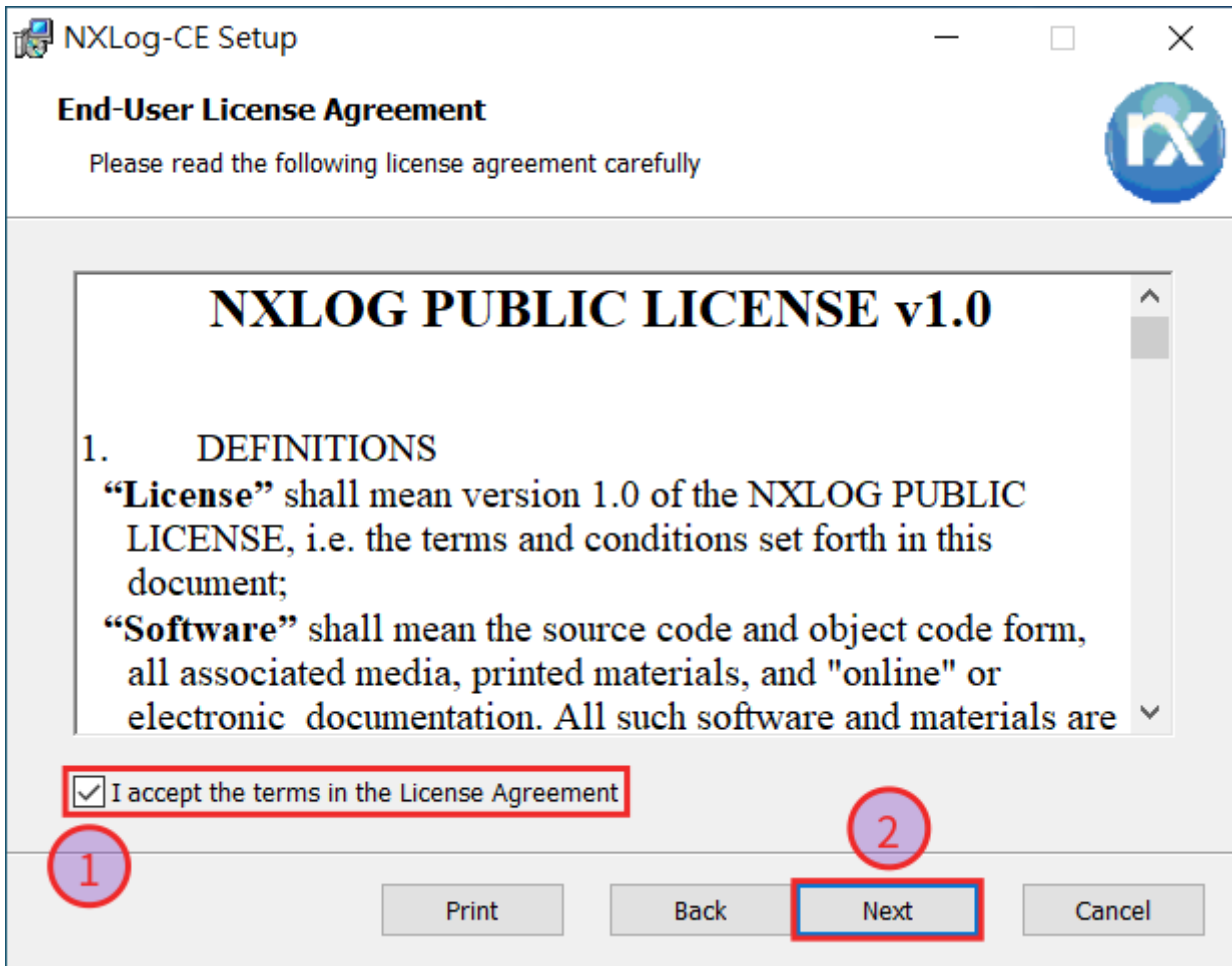 NXLog-CE Setup
End-User License Agreement
Please read the following license agreement carefully
nx
NXLOG PUBLIC LICENSE v1.0
1. DEFINITIONS
“License” shall mean version 1.0 of the NXLOG PUBLIC
LICENSE, i.e. the terms and conditions set forth in this
document;
“Software” shall mean the source code and object code form,
all associated media, printed materials, and "online" or
electronic  documentation. All such software and materials are
I accept the terms in the License Agreement
1
2
Print Back Next Cancel